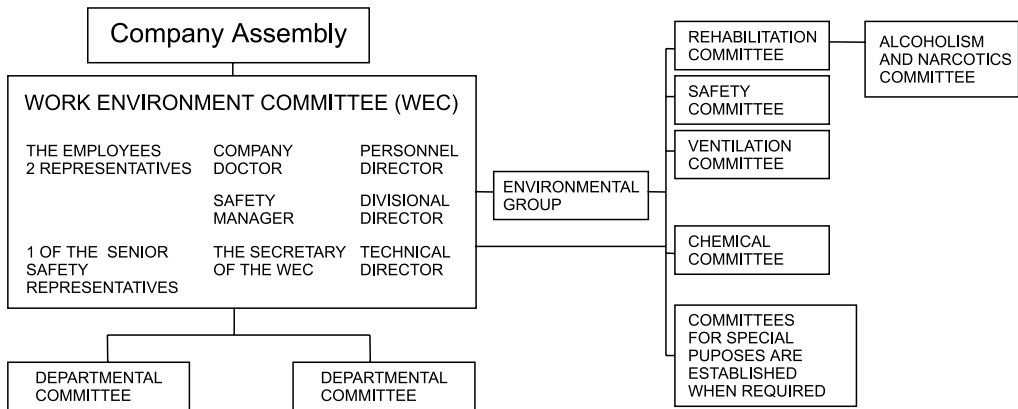 Company Assembly
WORK ENVIRONMENT COMMITTEE (WEC)
THE EMPLOYEES
2 REPRESENTATIVES
COMPANY
DOCTOR
PERSONNEL
DIRECTOR
SAFETY
MANAGER
DIVISIONAL
DIRECTOR
1 OF THE SENIOR
SAFETY
REPRESENTATIVES
THE SECRETARY
OF THE WEC
TECHNICAL
DIRECTOR
DEPARTMENTAL
COMMITTEE
DEPARTMENTAL
COMMITTEE
ENVIRONMENTAL
GROUP
REHABILITATION
COMMITTEE
ALCOHOLISM
AND NARCOTICS
COMMITTEE
SAFETY
COMMITTEE
VENTILATION
COMMITTEE
CHEMICAL
COMMITTEE
COMMITTEES
FOR SPECIAL
PUPOSES ARE
ESTABLISHED
WHEN REQUIRED